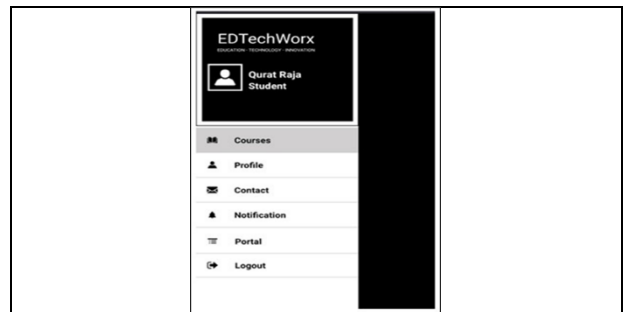 EDTechWorx
EDUCATION - TECHNOLOGY - INNOVATION
Qurat Raja
Student
Courses
Profile
Contact
Notification
Portal
Logout